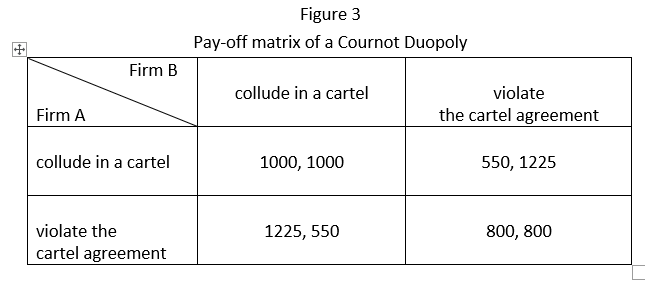 Figure 3
Pay-off matrix of a Cournot Duopoly
Firm B
Firm A
collude in a cartel
violate
the cartel agreement
collude in a cartel
1000, 1000
550, 1225
violate the
cartel agreement
1225, 550
800, 800